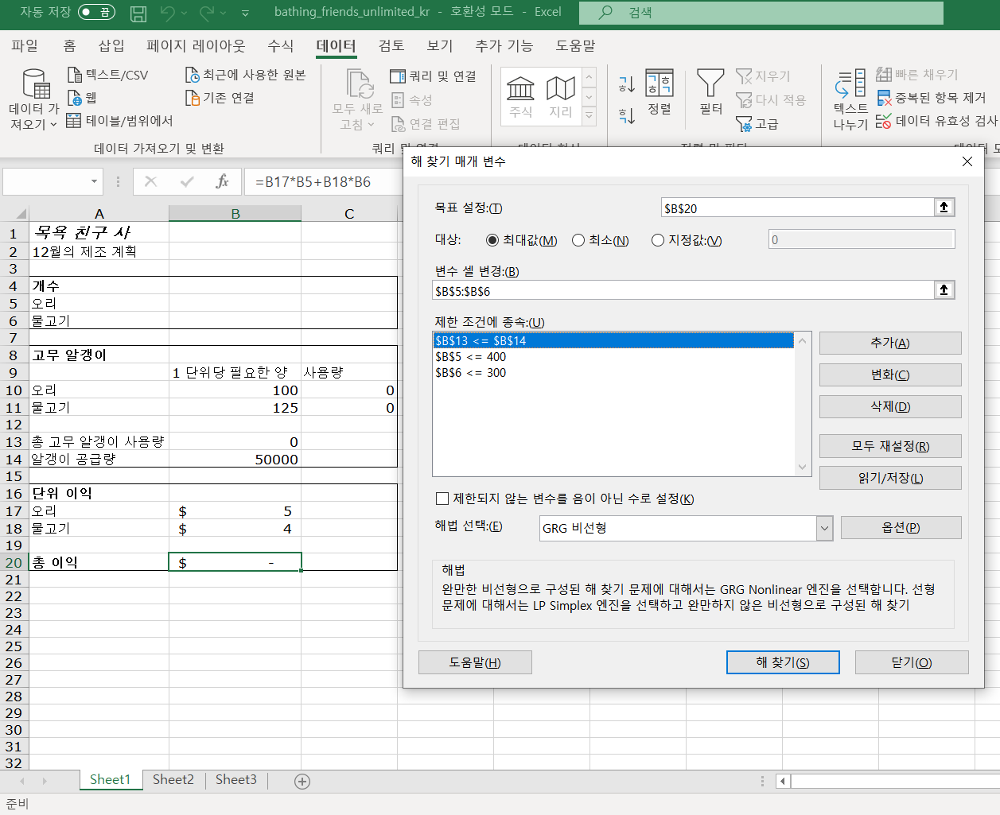 자동 저장 끔 bathing_friends_unlimited_kr - 호환성 모드 - Excel 검색
파일 홈 삽입 페이지 레이아웃 수식 데이터 검토 보기 추가 기능 도움말
데이터 가져오기
텍스트/CSV
웹
테이블/범위에서
최근에 사용한 원본
기존 연결
데이터 가져오기 및 변환
모두 새로 고침
쿼리 및 연결
속성
연결 편집
쿼리 및 연결
주식 지리
정렬
필터
지우기
다시 적용
고급
텍스트 나누기
빠른 채우기
중복된 항목 제거
데이터 유효성 검사
fx =B17*B5+B18*B6
A B C
1 목욕 친구 사
2 12월의 제조 계획
3
4 개수
5 오리
6 물고기
7
8 고무 알갱이
9 1 단위당 필요한 양 사용량
10 오리 100 0
11 물고기 125 0
12
13 총 고무 알갱이 사용량 0
14 알갱이 공급량 50000
15
16 단위 이익
17 오리 $ 5
18 물고기 $ 4
19
20 총 이익 $ -
21
22
23
24
25
26
27
28
29
30
31
32
해 찾기 매개 변수
목표 설정:(T) $B$20
대상: 최대값(M) 최소(N) 지정값:(V) 0
변수 셀 변경:(B)
$B$5:$B$6
제한 조건에 종속:(U)
$B$13 <= $B$14
$B$5 <= 400
$B$6 <= 300
추가(A)
변화(C)
삭제(D)
모두 재설정(R)
읽기/저장(L)
제한되지 않는 변수를 음이 아닌 수로 설정(K)
해법 선택:(E) GRG 비선형 옵션(P)
해법
완만한 비선형으로 구성된 해 찾기 문제에 대해서는 GRG Nonlinear 엔진을 선택합니다. 선형
문제에 대해서는 LP Simplex 엔진을 선택하고 완만하지 않은 비선형으로 구성된 해 찾기
도움말(H) 해 찾기(S) 닫기(O)
Sheet1 Sheet2 Sheet3
준비